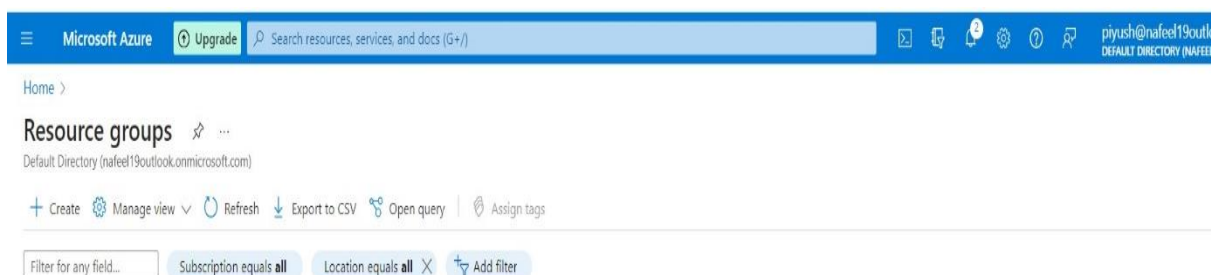 Microsoft Azure Upgrade Search resources, services, and docs (G+/) 2 piyush@nafeel19outlo
DEFAULT DIRECTORY (NAFEEL
Home >
Resource groups ...
Default Directory (nafeel19outlook.onmicrosoft.com)
+ Create Manage view Refresh Export to CSV Open query Assign tags
Filter for any field... Subscription equals all Location equals all X Add filter